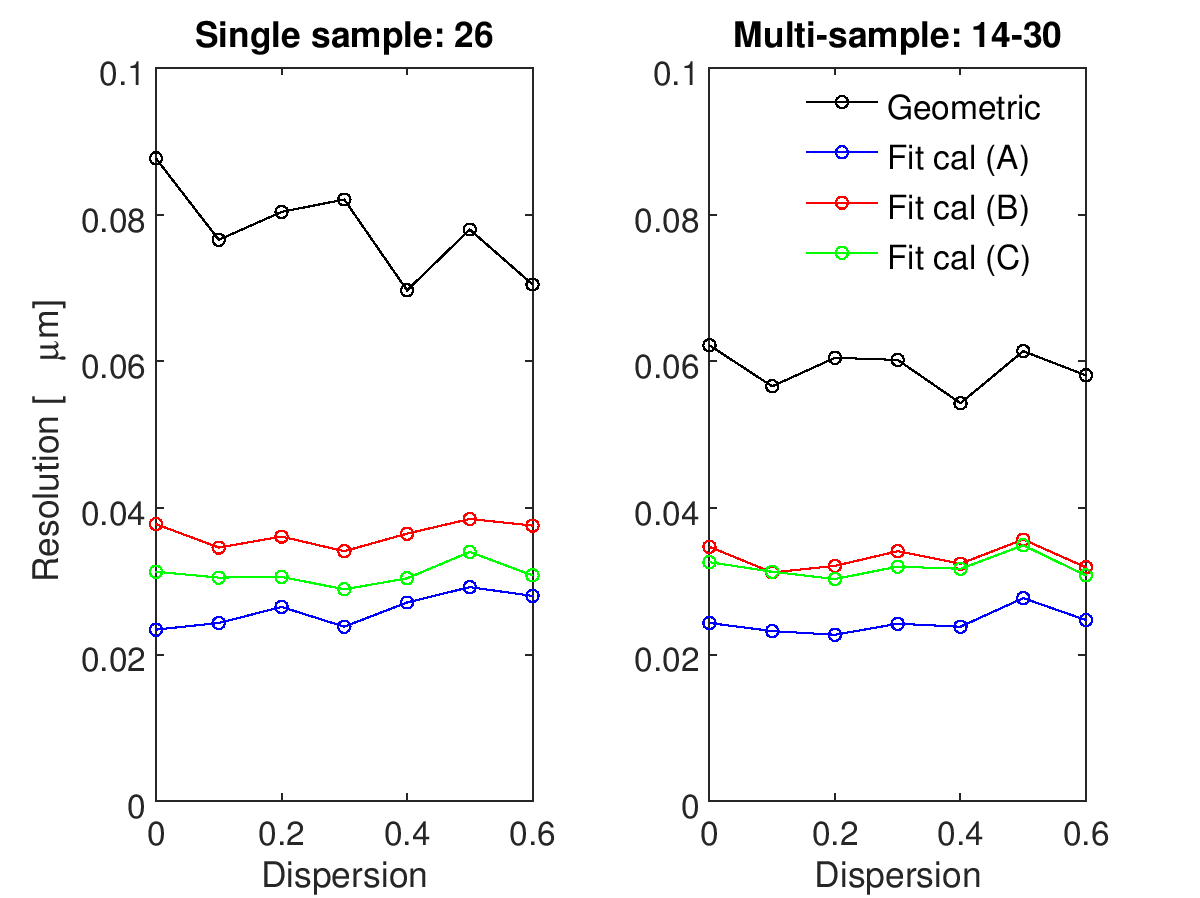 Single sample: 26
0.1
0.08
0.06
0.04
0.02
0
0 0.2 0.4 0.6
Dispersion
Resolution [ μm]
Multi-sample: 14-30
0.1
0.08
0.06
0.04
0.02
0
0 0.2 0.4 0.6
Dispersion
Geometric
Fit cal (A)
Fit cal (B)
Fit cal (C)